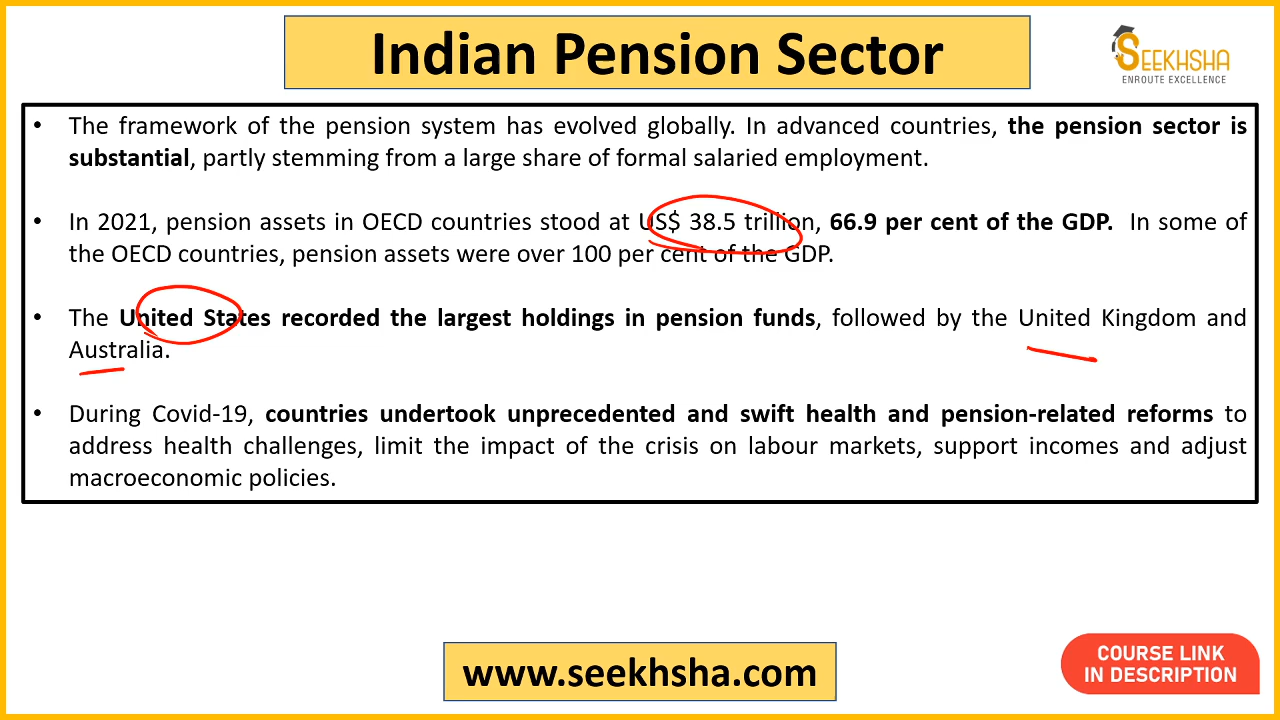 Indian Pension Sector
SEEKHSHA
ENROUTE EXCELLENCE
• The framework of the pension system has evolved globally. In advanced countries, the pension sector is
substantial, partly stemming from a large share of formal salaried employment.
• In 2021, pension assets in OECD countries stood at US$ 38.5 trillion, 66.9 per cent of the GDP. In some of
the OECD countries, pension assets were over 100 per cent of the GDP.
• The United States recorded the largest holdings in pension funds, followed by the United Kingdom and
Australia.
• During Covid-19, countries undertook unprecedented and swift health and pension-related reforms to
address health challenges, limit the impact of the crisis on labour markets, support incomes and adjust
macroeconomic policies.
www.seekhsha.com
COURSE LINK
IN DESCRIPTION